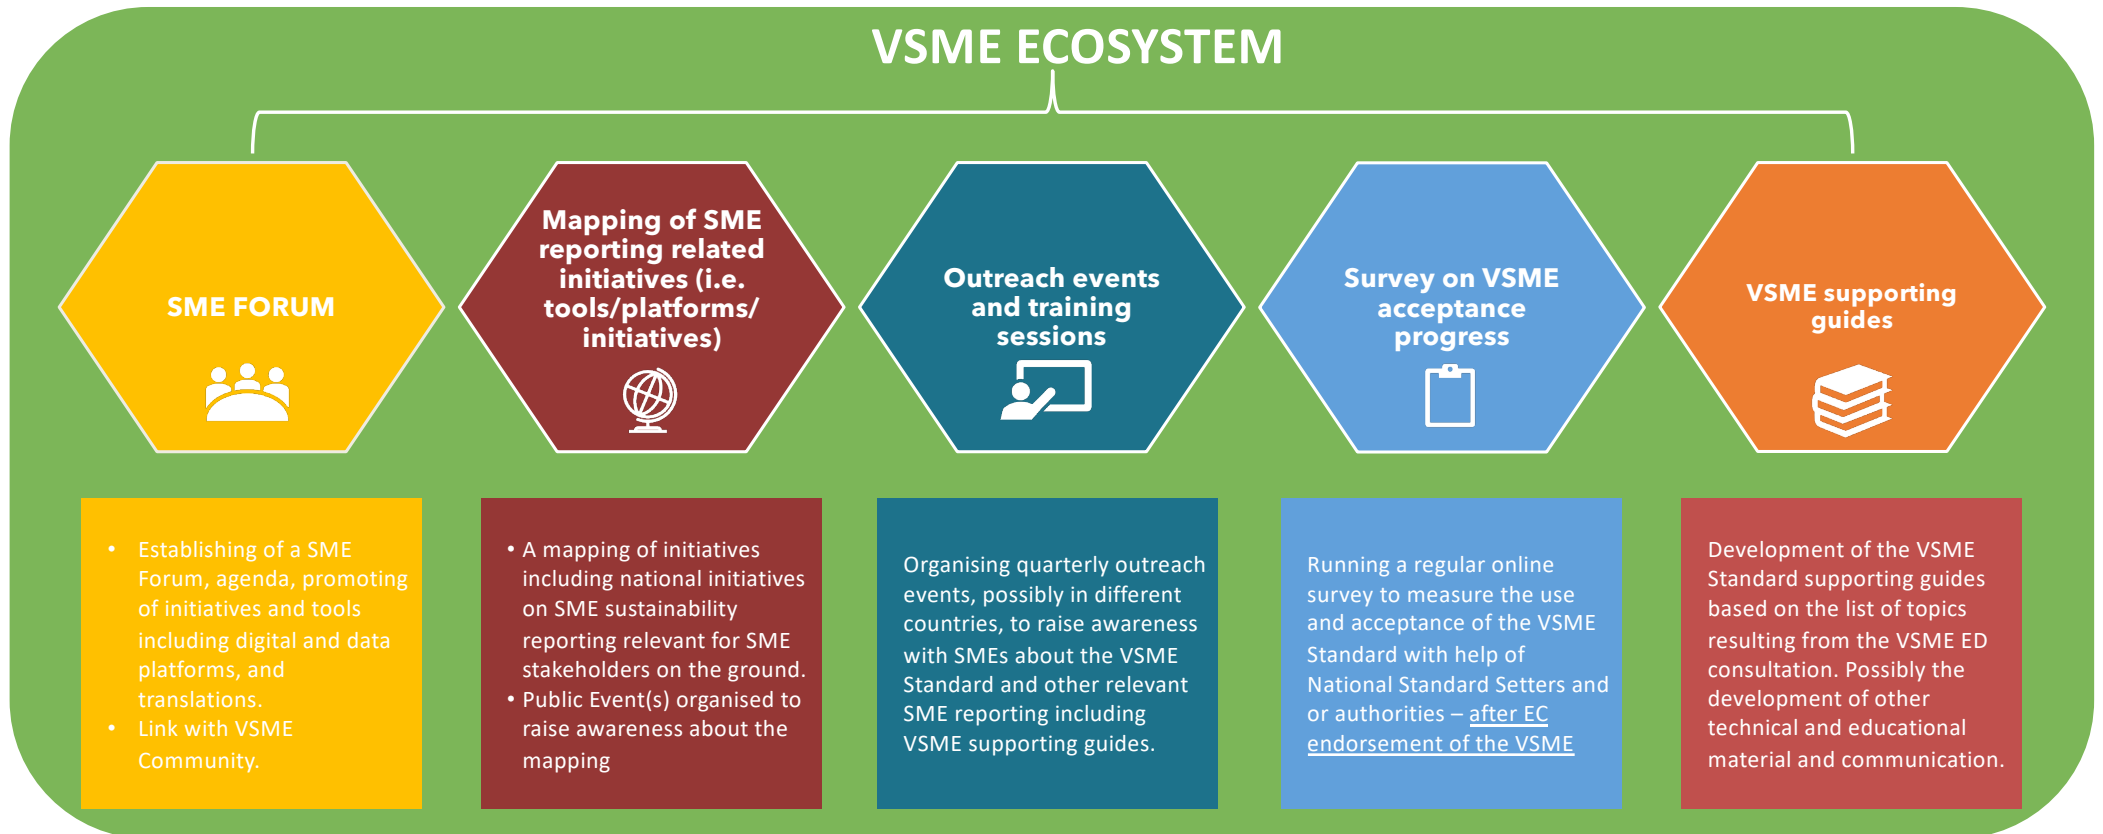 VSME ECOSYSTEM
SME FORUM
Mapping of SME
reporting related
initiatives (i.e.
tools/platforms/
initiatives)
Outreach events
and training
sessions
Survey on VSME
acceptance
progress
VSME supporting
guides
• Establishing of a SME
Forum, agenda, promoting
of initiatives and tools
including digital and data
platforms, and
translations.
• Link with VSME
Community.
• A mapping of initiatives
including national initiatives
on SME sustainability
reporting relevant for SME
stakeholders on the ground.
• Public Event(s) organised to
raise awareness about the
mapping
Organising quarterly outreach
events, possibly in different
countries, to raise awareness
with SMEs about the VSME
Standard and other relevant
SME reporting including
VSME supporting guides.
Running a regular online
survey to measure the use
and acceptance of the VSME
Standard with help of
National Standard Setters and
or authorities – after EC
endorsement of the VSME
Development of the VSME
Standard supporting guides
based on the list of topics
resulting from the VSME ED
consultation. Possibly the
development of other
technical and educational
material and communication.